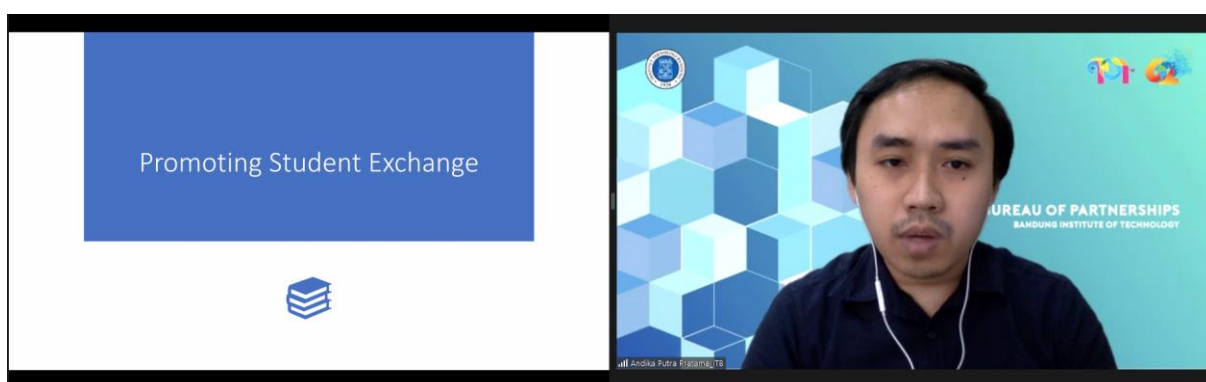 Promoting Student Exchange
UREAU OF PARTNERSHIPS
BANDUNG INSTITUTE OF TECHNOLOGY
Andika Putra Pratama_ITB